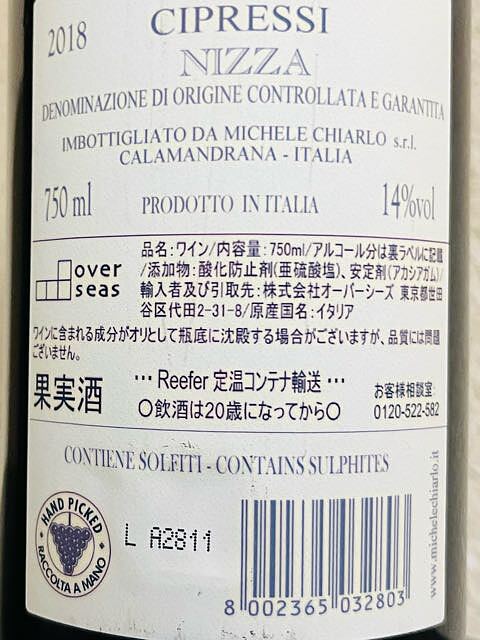 2018
CIPRESSI
NIZZA
DENOMINAZIONE DI ORIGINE CONTROLLATA E GARANTITA
IMBOTTIGLIATO DA MICHELE CHIARLO s.r.l.
CALAMANDRANA - ITALIA
750 ml PRODOTTO IN ITALIA 14%vol
over
seas
品名:ワイン/内容量:750ml/アルコール分は裏ラベルに記載
/添加物:酸化防止剤(亜硫酸塩)、安定剤(アカシアガム)/
輸入者及び引取先:株式会社オーバーシーズ 東京都世田
谷区代田2-31-8/原産国名:イタリア
ワインに含まれる成分がオリとして瓶底に沈殿する場合がございますが、品質には問題
ございません。
果実酒
… Reefer 定温コンテナ輸送 …
〇飲酒は20歳になってから〇
お客様相談室:
0120-522-582
CONTIENE SOLFITI - CONTAINS SULPHITES
HAND PICKED
RACCOLTA A MANO
L A2811
8 002365 032803
www.michelechiarlo.it